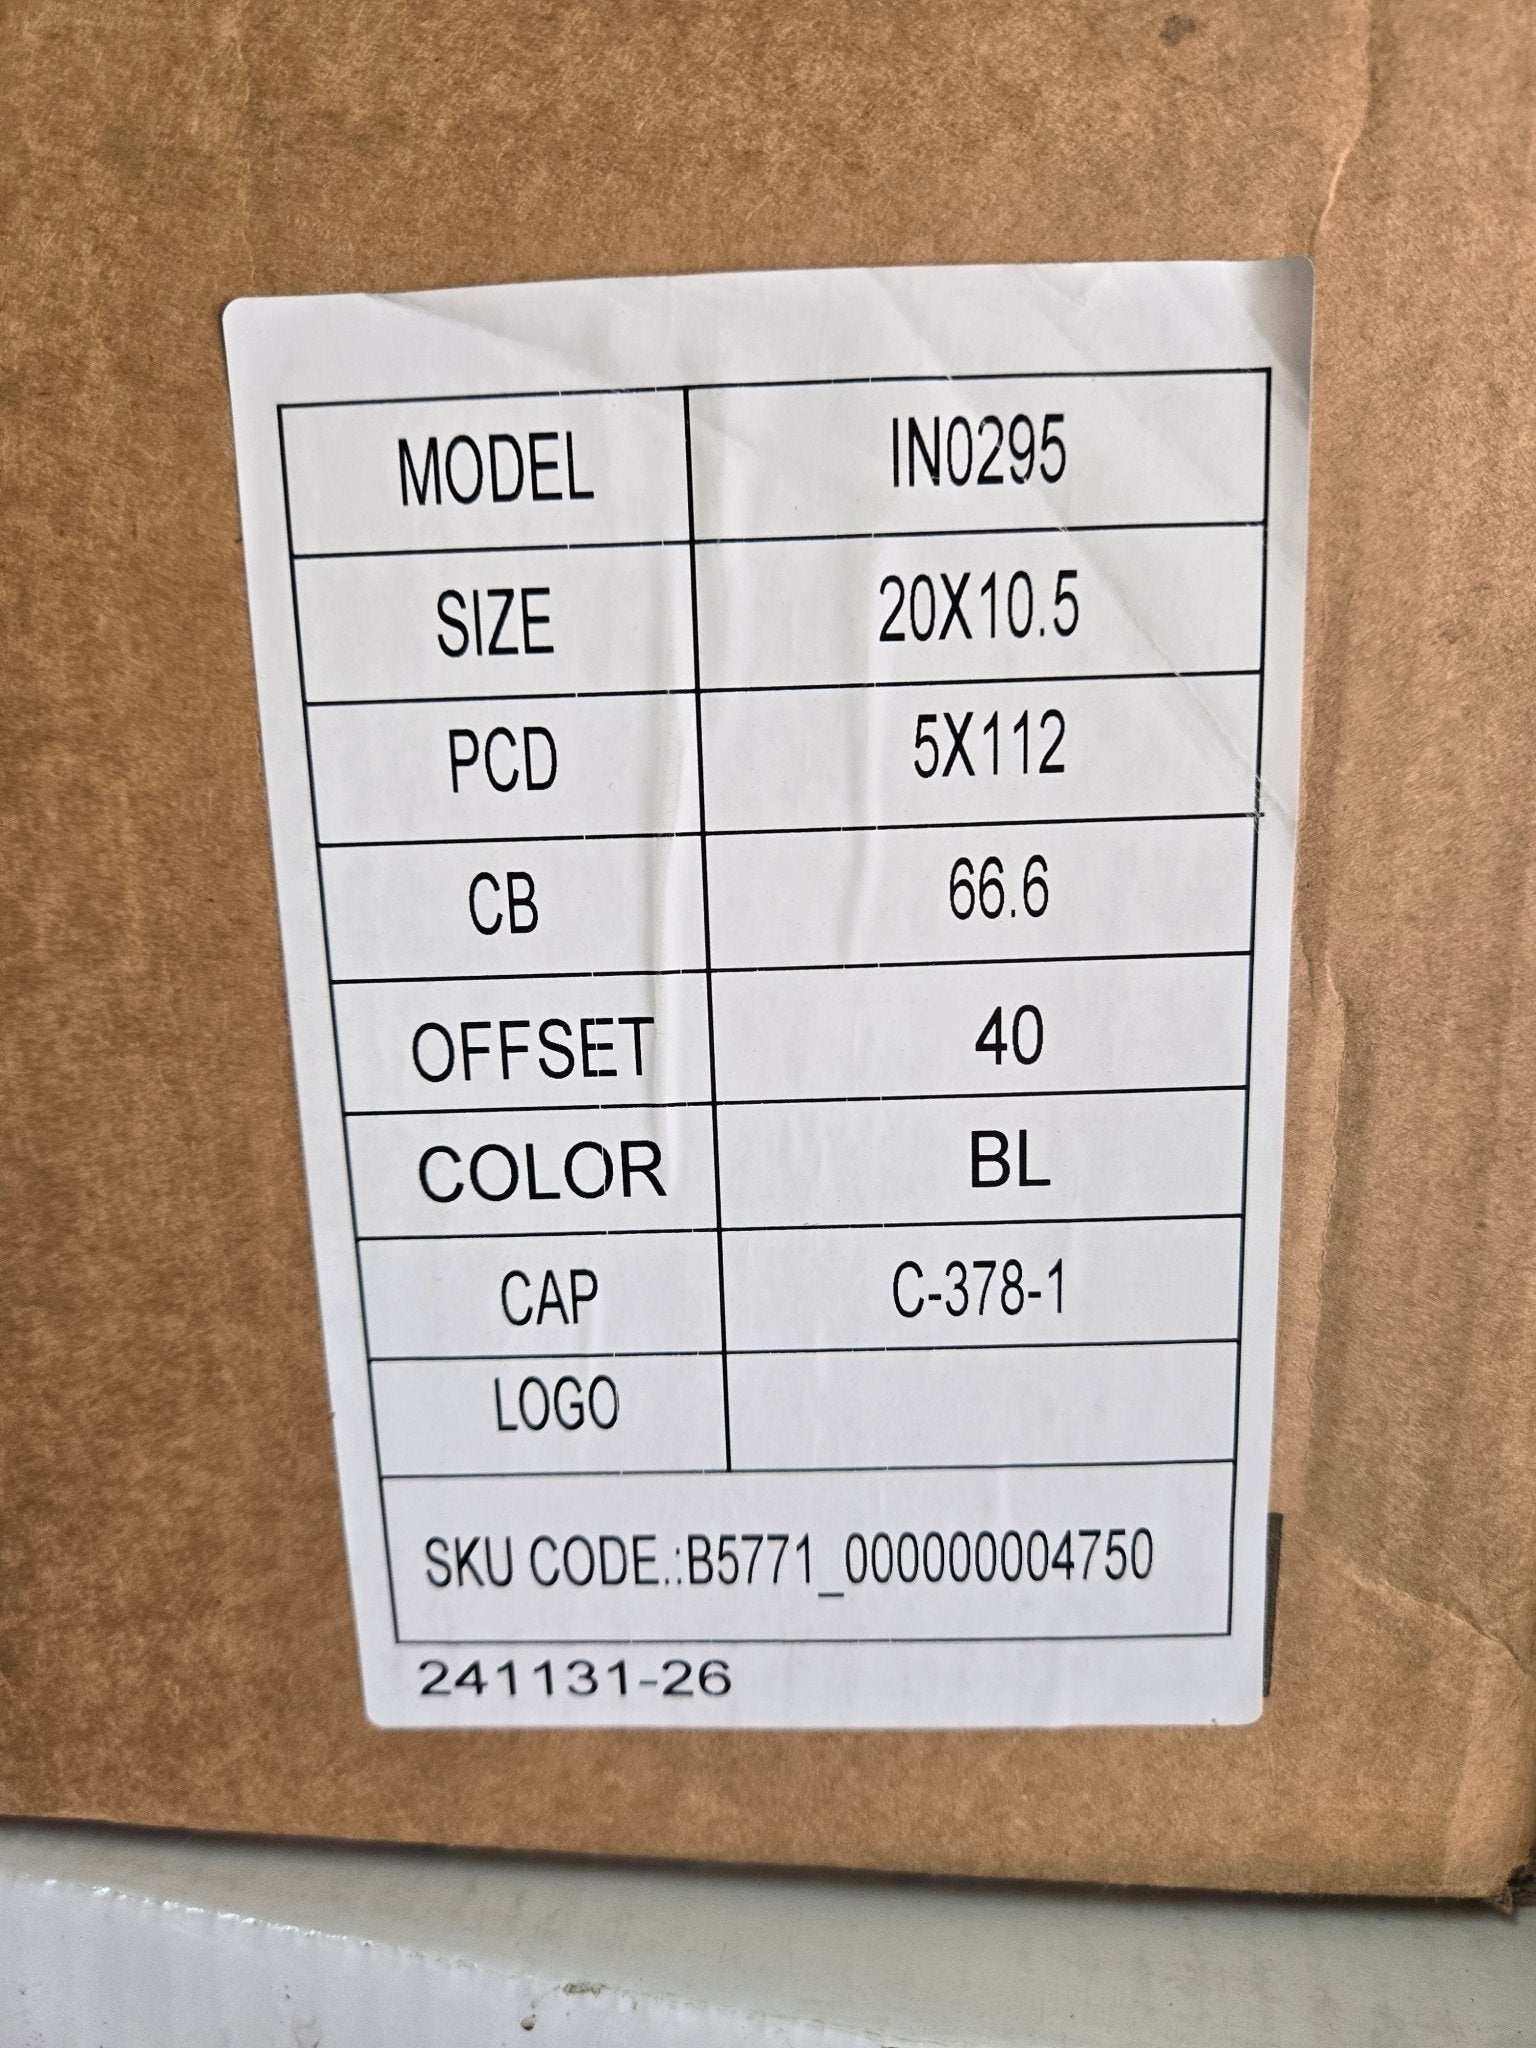 MODEL IN0295
SIZE 20X10.5
PCD 5X112
CB 66.6
OFFSET 40
COLOR BL
CAP C-378-1
LOGO
SKU CODE.:B5771_000000004750
241131-26